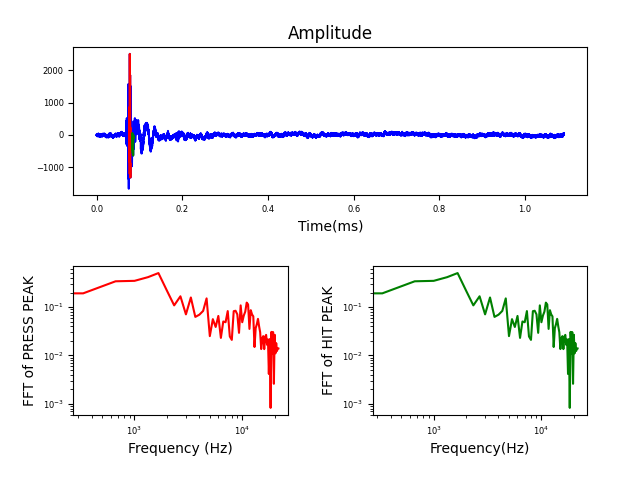 Amplitude
2000
1000
0
−1000
0.0 0.2 0.4 0.6 0.8 1.0
Time(ms)
FFT of PRESS PEAK
10⁻¹
10⁻²
10⁻³
10³ 10⁴
Frequency (Hz)
FFT of HIT PEAK
10⁻¹
10⁻²
10⁻³
10³ 10⁴
Frequency(Hz)